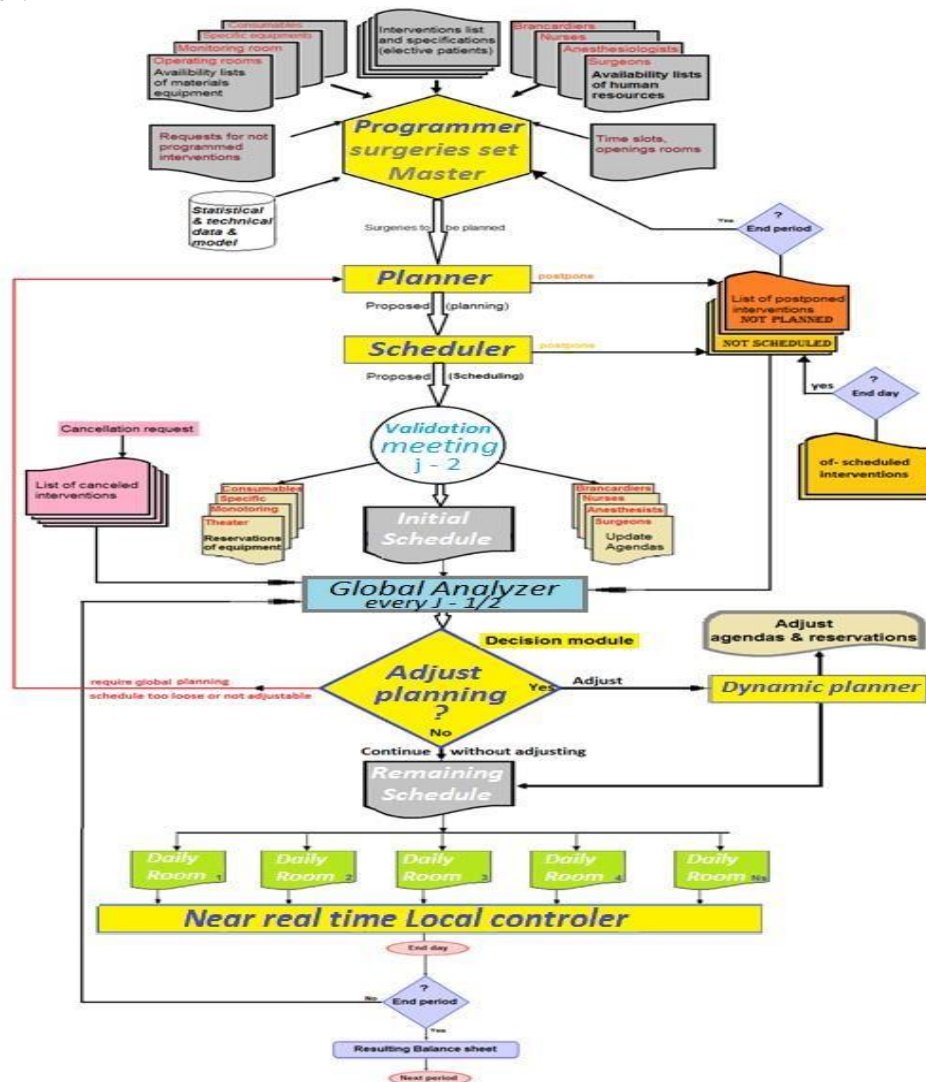 Consumables
Specific equipments
Monitoring room
Operating rooms
Availibility lists
of materials
equipment
Interventions list
and specifications
(elective patients)
Brancardiers
Nurses
Anesthesiologists
Surgeons
Availability lists
of human
resources
Requests for not
programmed
interventions
Programmer
surgeries set
Master
Time slots,
openings rooms
Statistical
& technical
data &
model
Surgeries to be planned
Yes
?
End period
Planner
postpone
List of postponed
interventions
NOT PLANNED
NOT SCHEDULED
Proposed (planning)
Scheduler
postpone
Proposed (Scheduling)
yes
?
End day
Cancellation request
Validation
meeting
j - 2
of- scheduled
interventions
List of canceled
interventions
Consumables
Specific
Monotoring
Theater
Reservations
of equipment
Initial
Schedule
Brancardiers
Nurses
Anesthesists
Surgeons
Update
Agendas
Global Analyzer
every J - 1/2
Decision module
Adjust
agendas & reservations
require global planning
schedule too loose or not adjustable
Adjust
planning
?
Yes
Adjust
Dynamic planner
No
Continue without adjusting
Remaining
Schedule
Daily
Room 1
Daily
Room 2
Daily
Room 3
Daily
Room 4
Daily
Room Ns
Near real time Local controler
End day
?
End period
No
Yes
Resulting Balance sheet
Next period